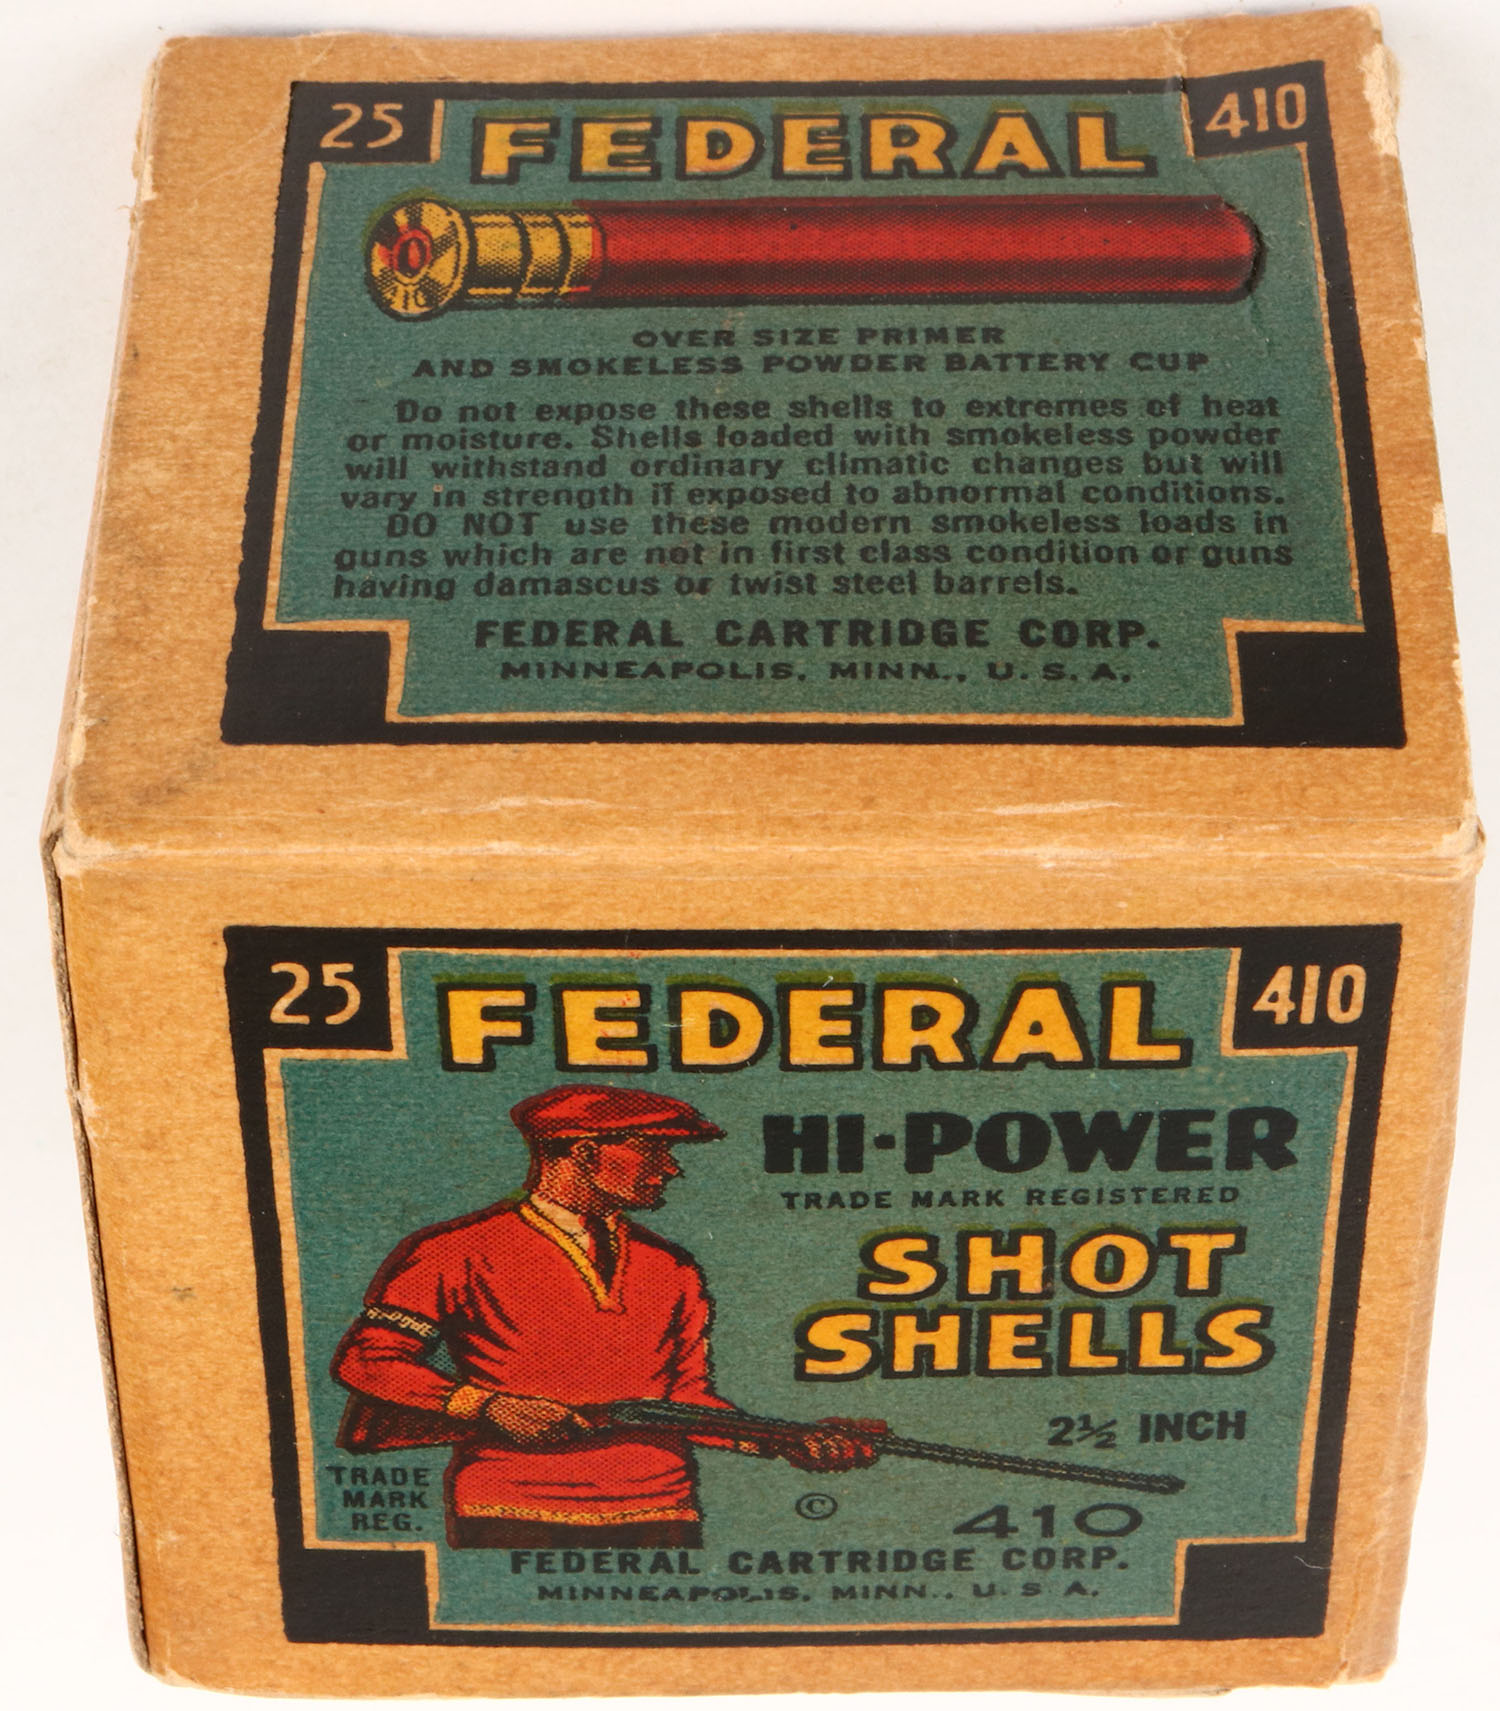 25 FEDERAL 410
410
OVER SIZE PRIMER
AND SMOKELESS POWDER BATTERY CUP
Do not expose these shells to extremes of heat
or moisture. Shells loaded with smokeless powder
will withstand ordinary climatic changes but will
vary in strength if exposed to abnormal conditions.
DO NOT use these modern smokeless loads in
guns which are not in first class condition or guns
having damascus or twist steel barrels.
FEDERAL CARTRIDGE CORP.
MINNEAPOLIS, MINN., U. S. A.
25 FEDERAL 410
HI-POWER
TRADE MARK REGISTERED
SHOT
SHELLS
2½ INCH
TRADE
MARK
REG.
© 410
FEDERAL CARTRIDGE CORP.
MINNEAPOLIS, MINN., U. S. A.